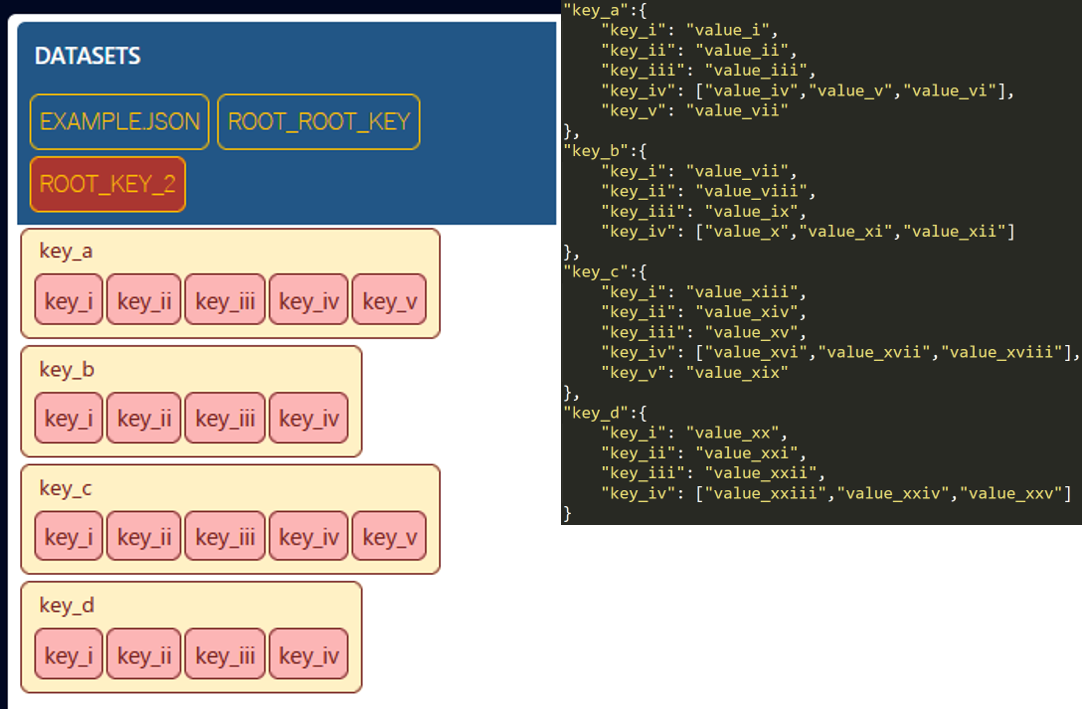 DATASETS
EXAMPLE.JSON ROOT_ROOT_KEY
ROOT_KEY_2
key_a
key_i key_ii key_iii key_iv key_v
key_b
key_i key_ii key_iii key_iv
key_c
key_i key_ii key_iii key_iv key_v
key_d
key_i key_ii key_iii key_iv
"key_a":{
"key_i": "value_i",
"key_ii": "value_ii",
"key_iii": "value_iii",
"key_iv": ["value_iv","value_v","value_vi"],
"key_v": "value_vii"
},
"key_b":{
"key_i": "value_vii",
"key_ii": "value_viii",
"key_iii": "value_ix",
"key_iv": ["value_x","value_xi","value_xii"]
},
"key_c":{
"key_i": "value_xiii",
"key_ii": "value_xiv",
"key_iii": "value_xv",
"key_iv": ["value_xvi","value_xvii","value_xviii"],
"key_v": "value_xix"
},
"key_d":{
"key_i": "value_xx",
"key_ii": "value_xxi",
"key_iii": "value_xxii",
"key_iv": ["value_xxiii","value_xxiv","value_xxv"]
}